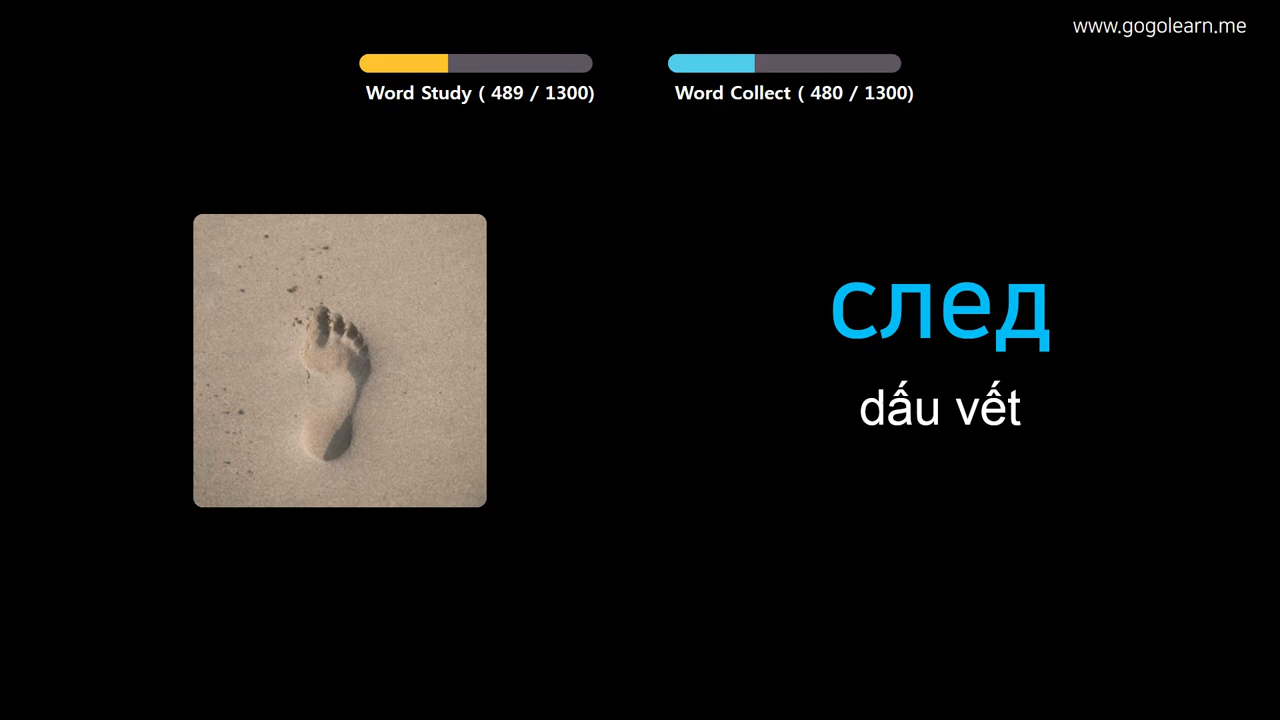 www.gogolearn.me
Word Study ( 489 / 1300)
Word Collect ( 480 / 1300)
след
dấu vết